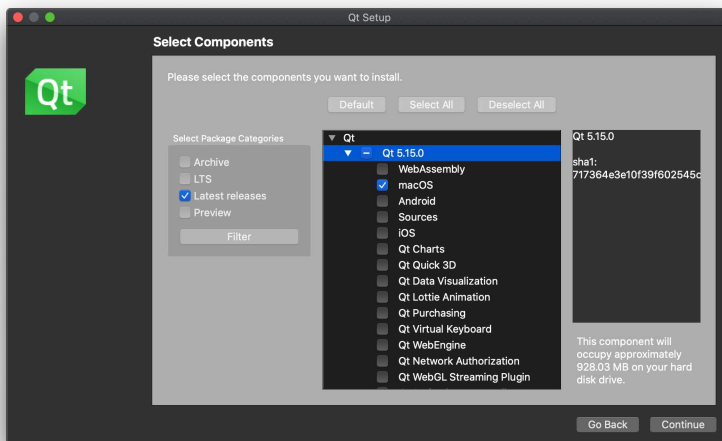 Qt Setup
Select Components
Qt
Please select the components you want to install.
Default
Select All
Deselect All
Select Package Categories
Archive
LTS
Latest releases
Preview
Filter
Qt
Qt 5.15.0
WebAssembly
macOS
Android
Sources
iOS
Qt Charts
Qt Quick 3D
Qt Data Visualization
Qt Lottie Animation
Qt Purchasing
Qt Virtual Keyboard
Qt WebEngine
Qt Network Authorization
Qt WebGL Streaming Plugin
Qt 5.15.0
sha1:
717364e3e10f39f602545c
This component will
occupy approximately
928.03 MB on your hard
disk drive.
Go Back
Continue